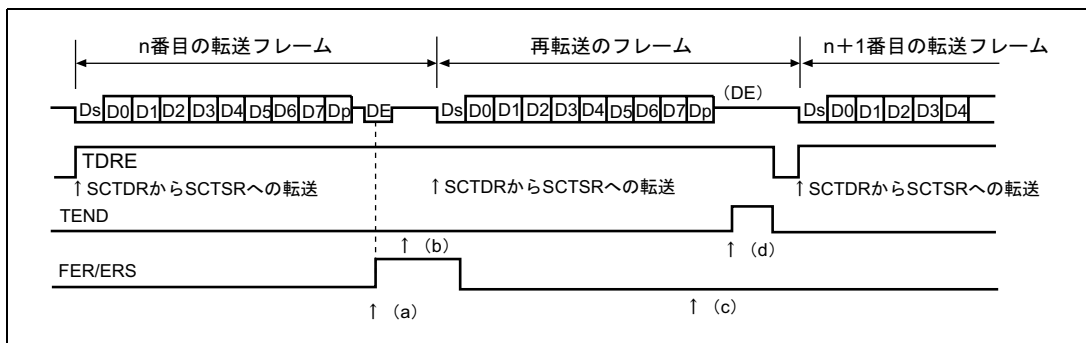 n番目の転送フレーム 再転送のフレーム n＋1番目の転送フレーム
(DE)
Ds D0 D1 D2 D3 D4 D5 D6 D7 Dp DE Ds D0 D1 D2 D3 D4 D5 D6 D7 Dp Ds D0 D1 D2 D3 D4
TDRE
↑SCTDRからSCTSRへの転送 ↑SCTDRからSCTSRへの転送 ↑SCTDRからSCTSRへの転送
TEND
↑ (b) ↑ (d)
FER/ERS
↑ (a) ↑ (c)